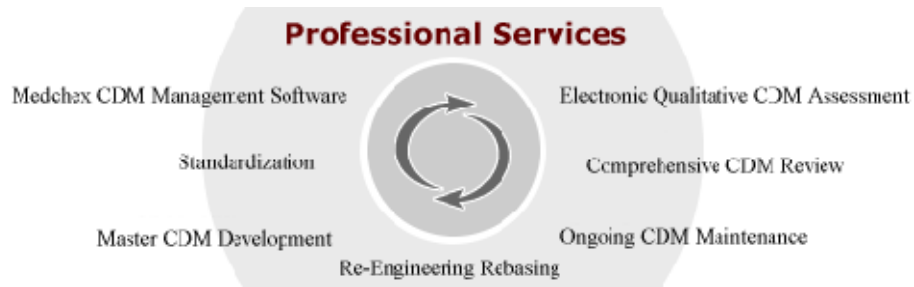 Professional Services
Medchex CDM Management Software
Electronic Qualitative CDM Assessment
Standardization
Comprehensive CDM Review
Master CDM Development
Ongoing CDM Maintenance
Re-Engineering Rebasing